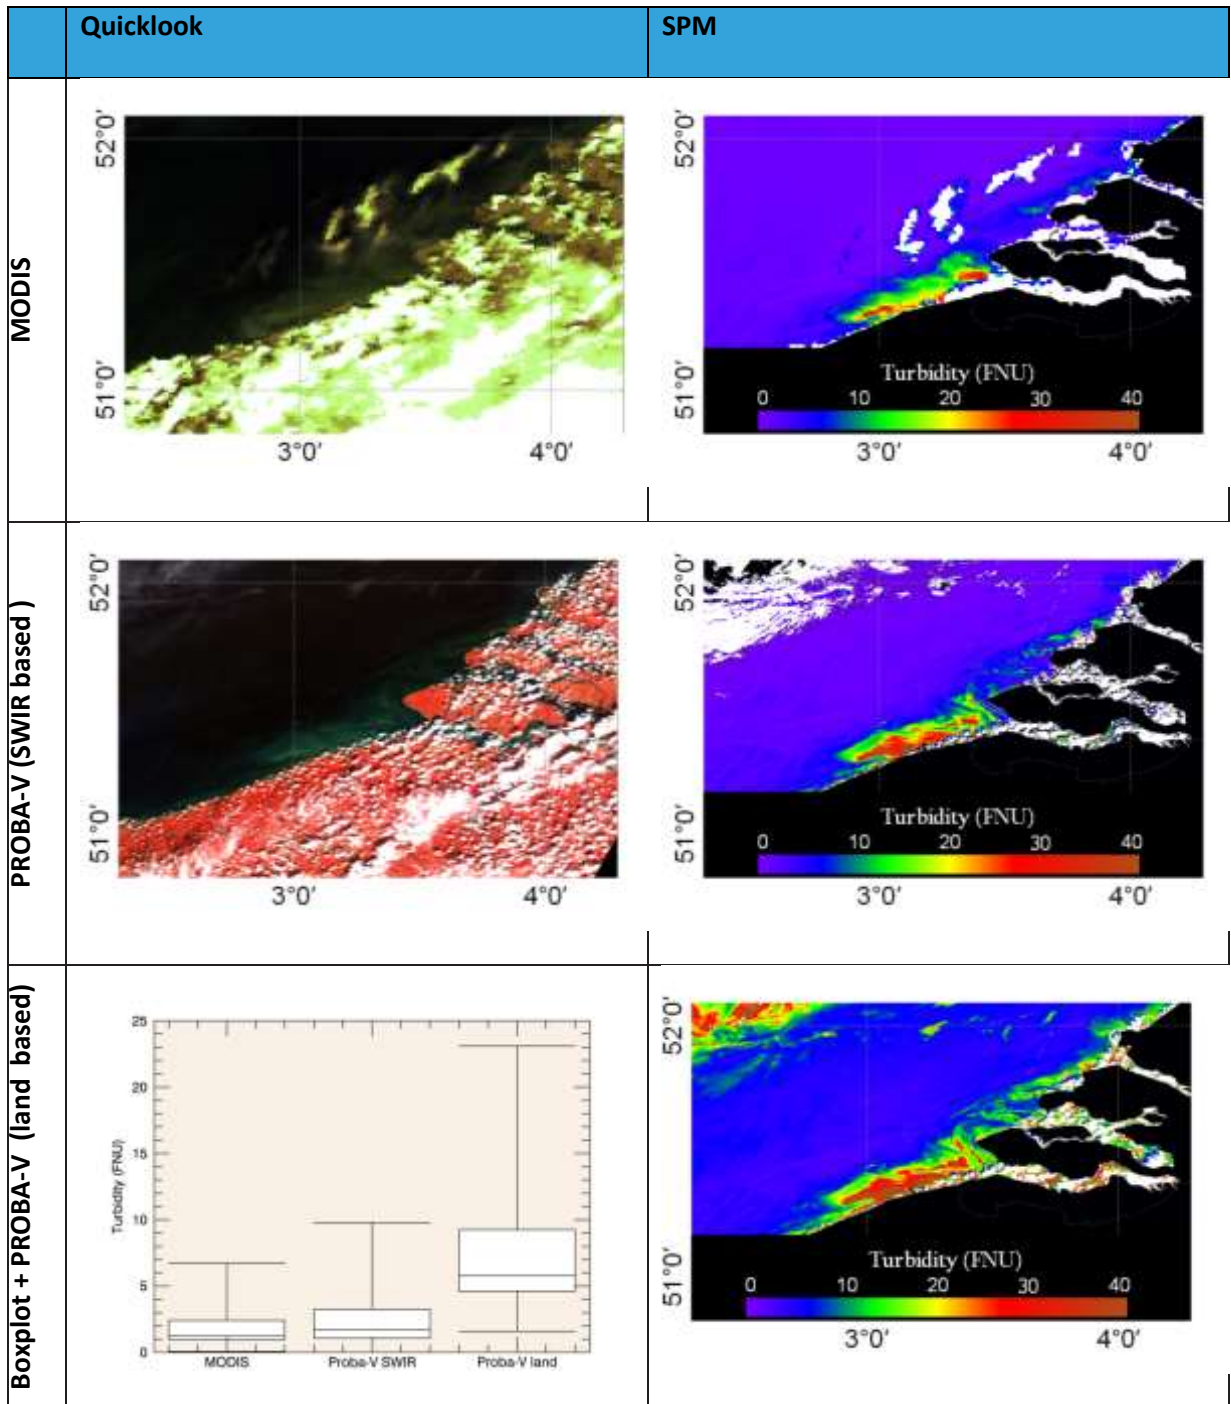 Quicklook
SPM
MODIS
52°0′
51°0′
3°0′
4°0′
52°0′
51°0′
Turbidity (FNU)
0 10 20 30 40
3°0′
4°0′
PROBA-V (SWIR based )
52°0′
51°0′
3°0′
4°0′
52°0′
51°0′
Turbidity (FNU)
0 10 20 30 40
3°0′
4°0′
Boxplot + PROBA-V (land based)
Turbidity (FNU)
25
20
15
10
5
0
MODIS
Proba-V SWIR
Proba-V land
52°0′
51°0′
Turbidity (FNU)
0 10 20 30 40
3°0′
4°0′